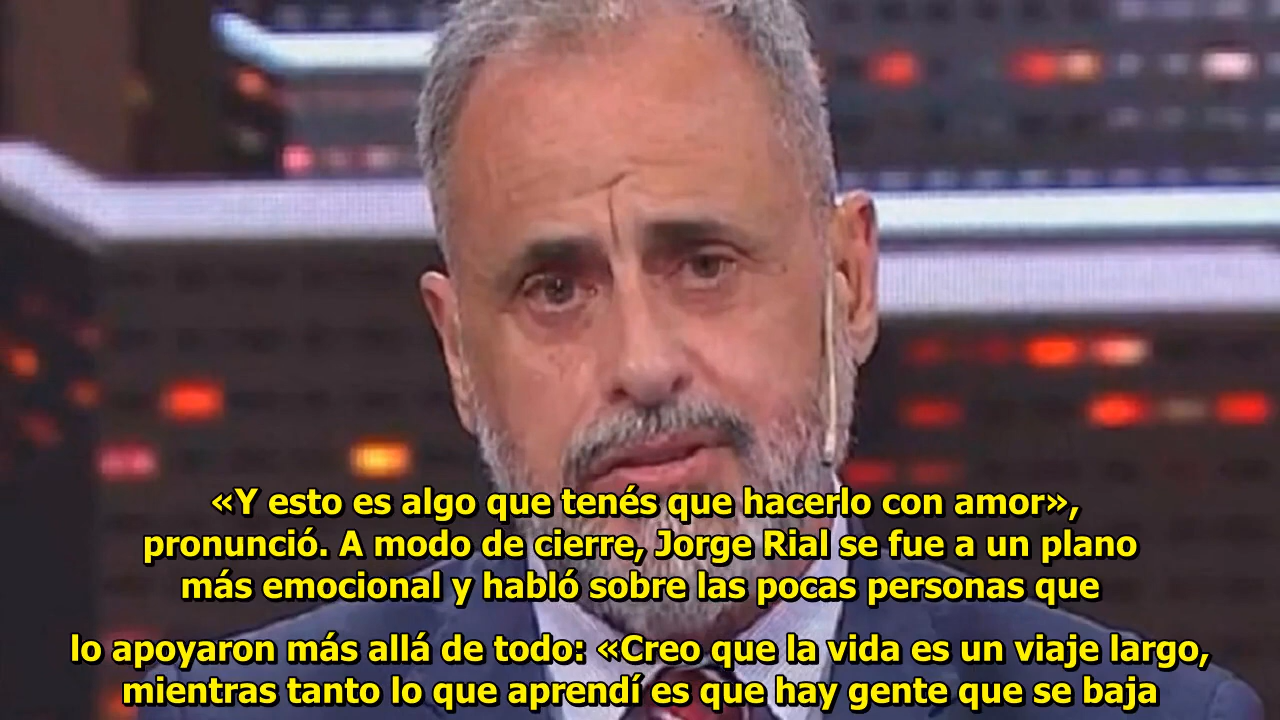 «Y esto es algo que tenés que hacerlo con amor»,
pronunció. A modo de cierre, Jorge Rial se fue a un plano
más emocional y habló sobre las pocas personas que
lo apoyaron más allá de todo: «Creo que la vida es un viaje largo,
mientras tanto lo que aprendí es que hay gente que se baja